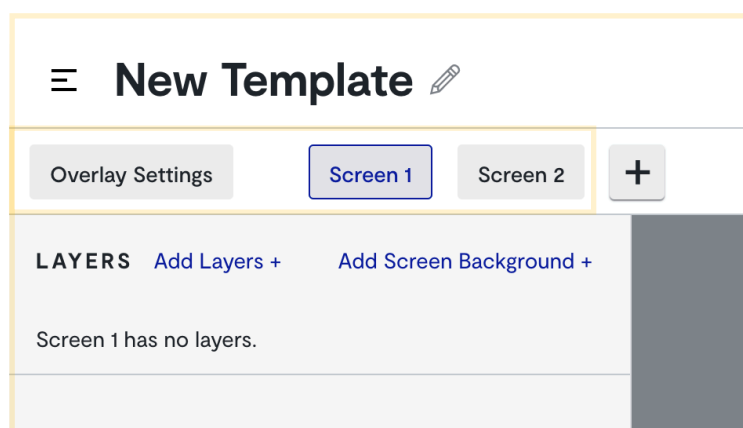 New Template
Overlay Settings Screen 1 Screen 2 +
LAYERS Add Layers + Add Screen Background +
Screen 1 has no layers.